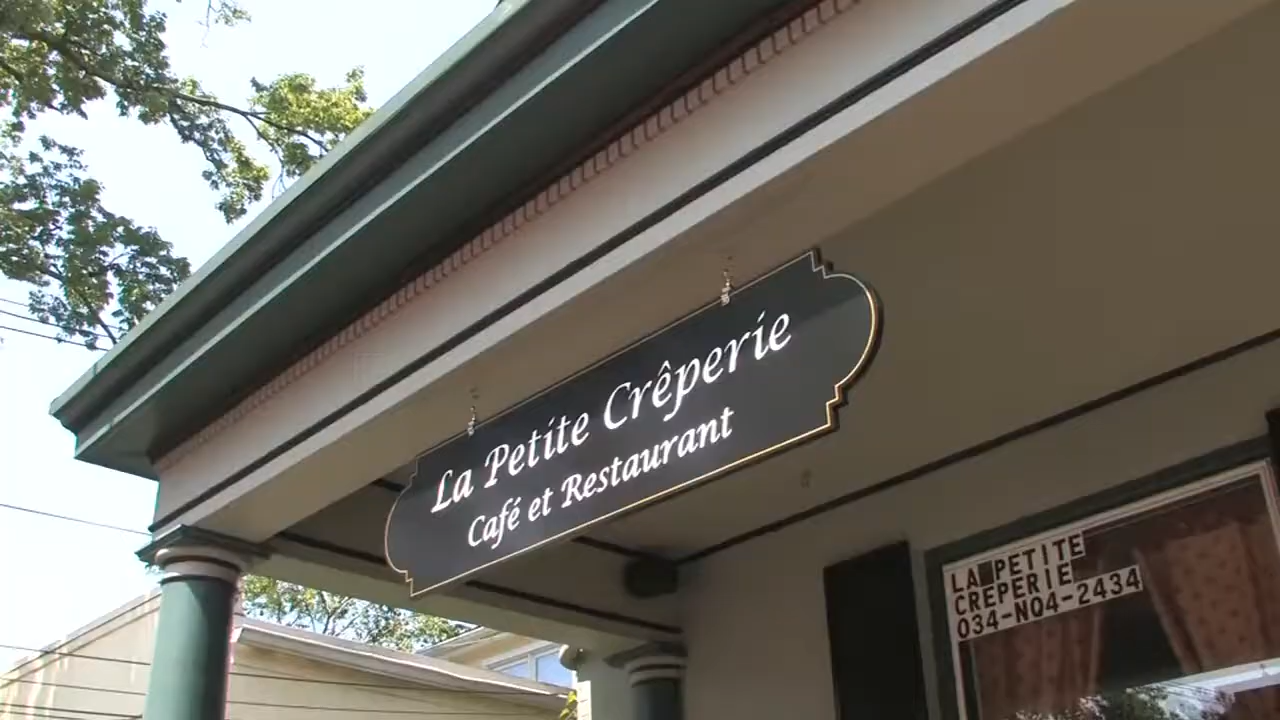 La Petite Crêperie
Café et Restaurant
LA PETITE
CREPERIE
034-NO4-2434